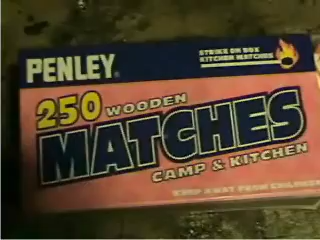 PENLEY®
STRIKE ON BOX
KITCHEN MATCHES
250 WOODEN
MATCHES
CAMP & KITCHEN
KEEP AWAY FROM CHILDREN